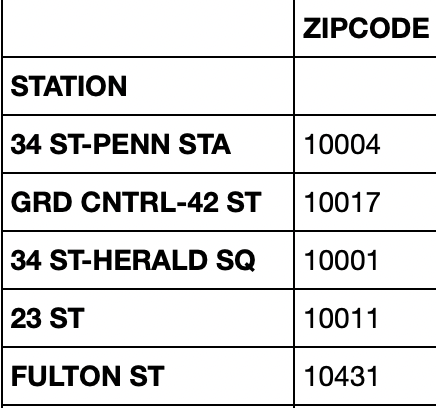 ZIPCODE
STATION
34 ST-PENN STA 10004
GRD CNTRL-42 ST 10017
34 ST-HERALD SQ 10001
23 ST 10011
FULTON ST 10431